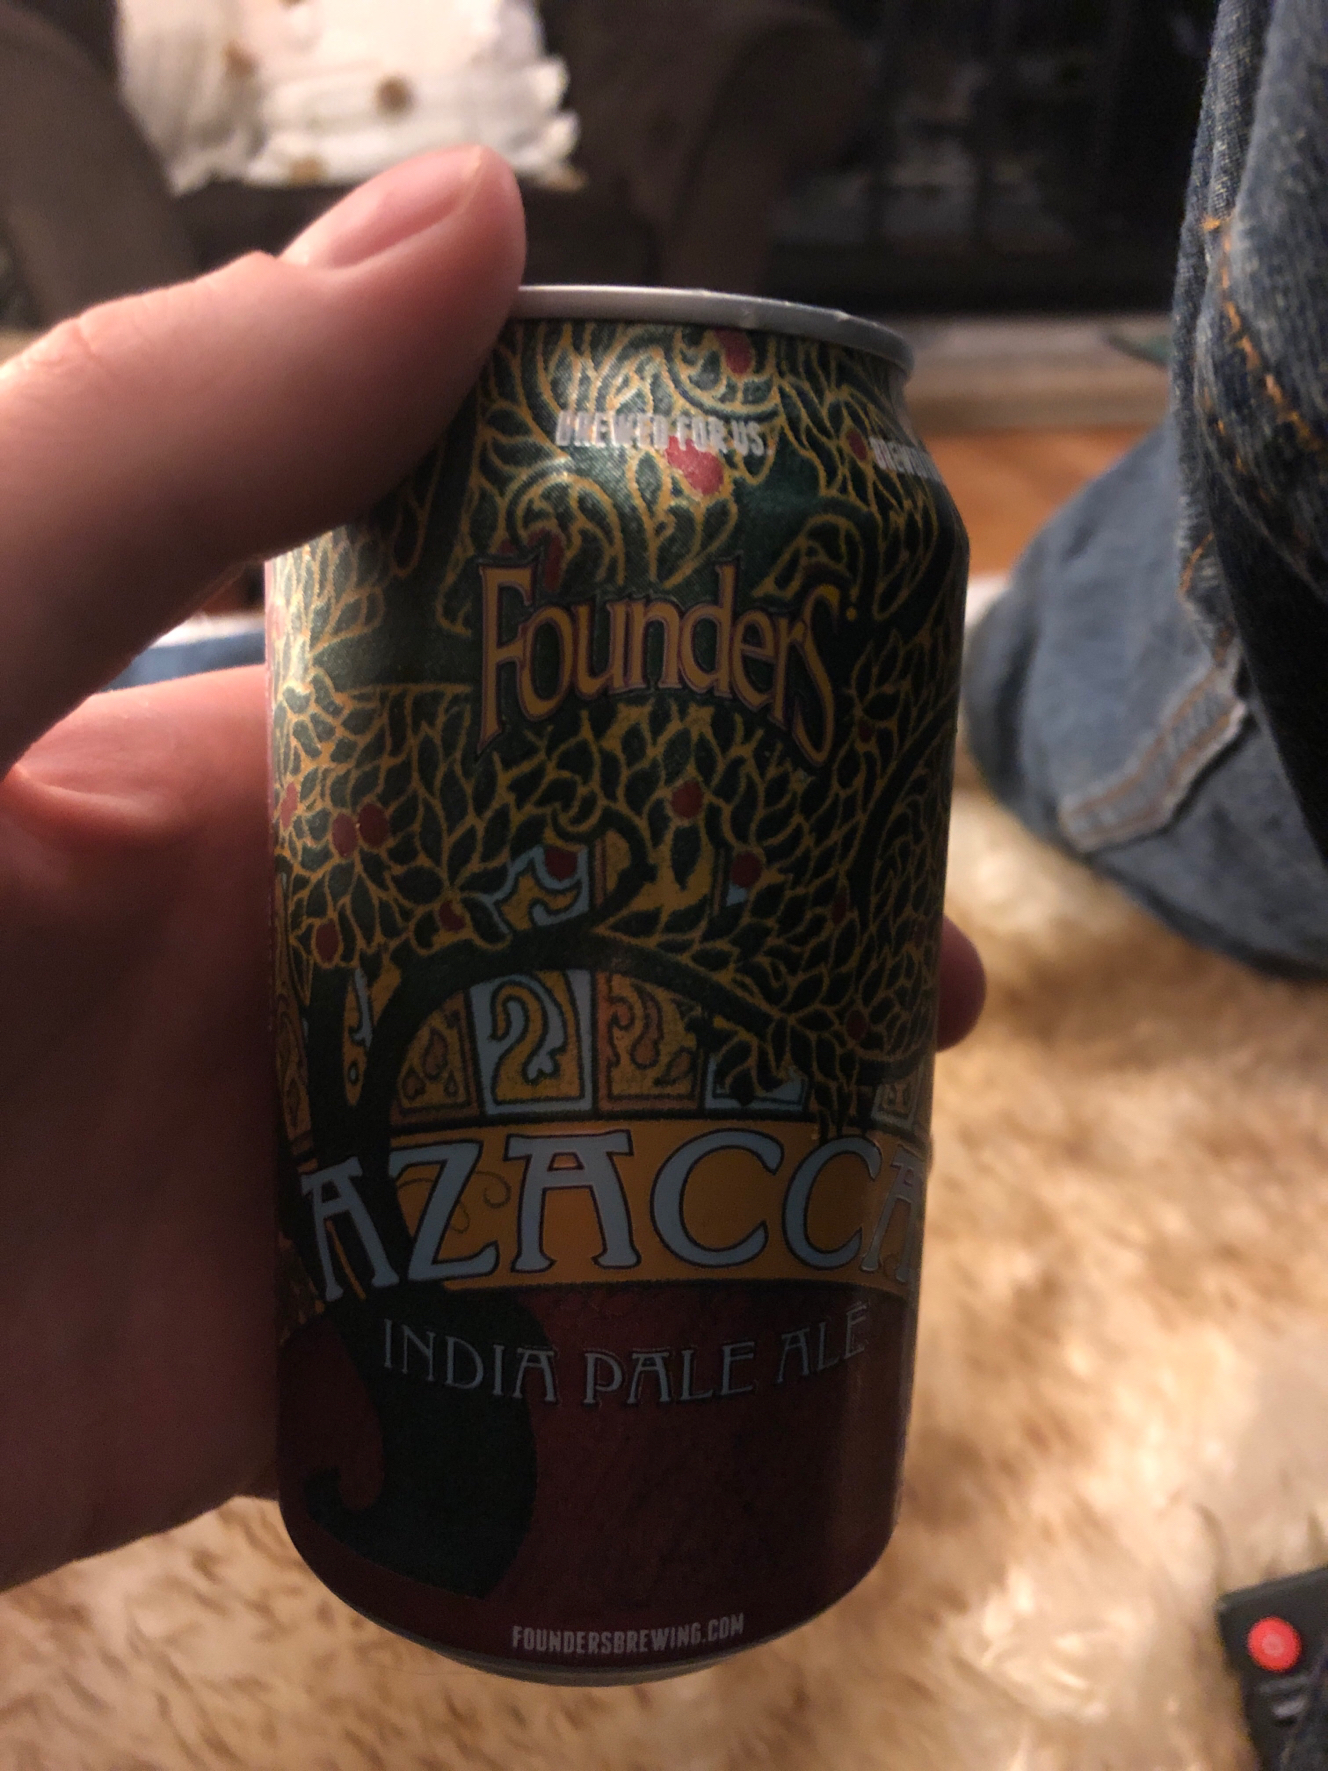 BREWED FOR US
Founders
AZACCA
INDIA PALE ALE
FOUNDERSBREWING.COM